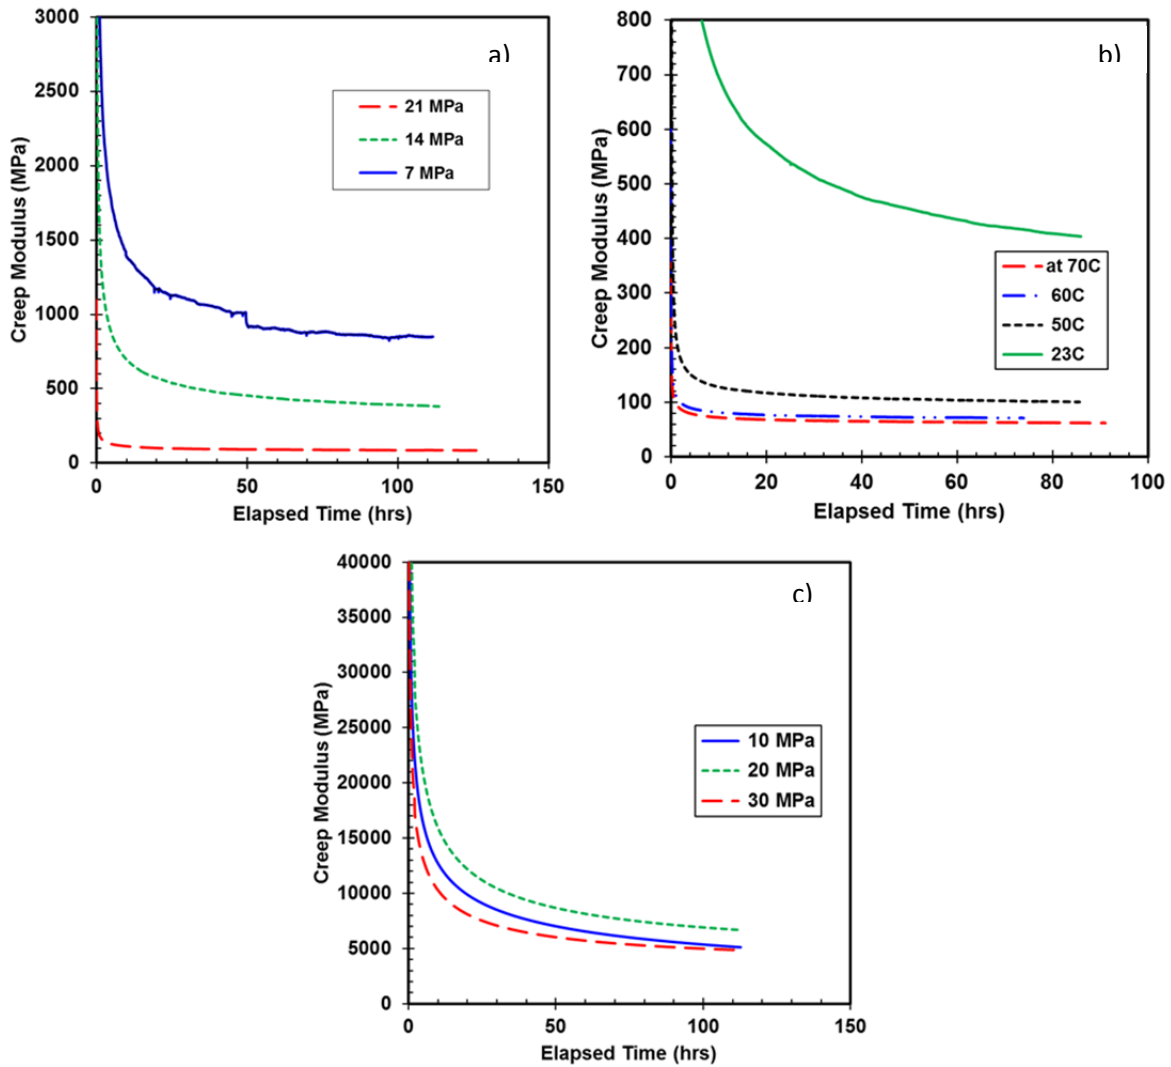 a)
3000
2500
2000
1500
1000
500
0
Creep Modulus (MPa)
21 MPa
14 MPa
7 MPa
0 50 100 150
Elapsed Time (hrs)
b)
800
700
600
500
400
300
200
100
0
Creep Modulus (MPa)
at 70C
60C
50C
23C
0 20 40 60 80 100
Elapsed Time (hrs)
c)
40000
35000
30000
25000
20000
15000
10000
5000
0
Creep Modulus (MPa)
10 MPa
20 MPa
30 MPa
0 50 100 150
Elapsed Time (hrs)